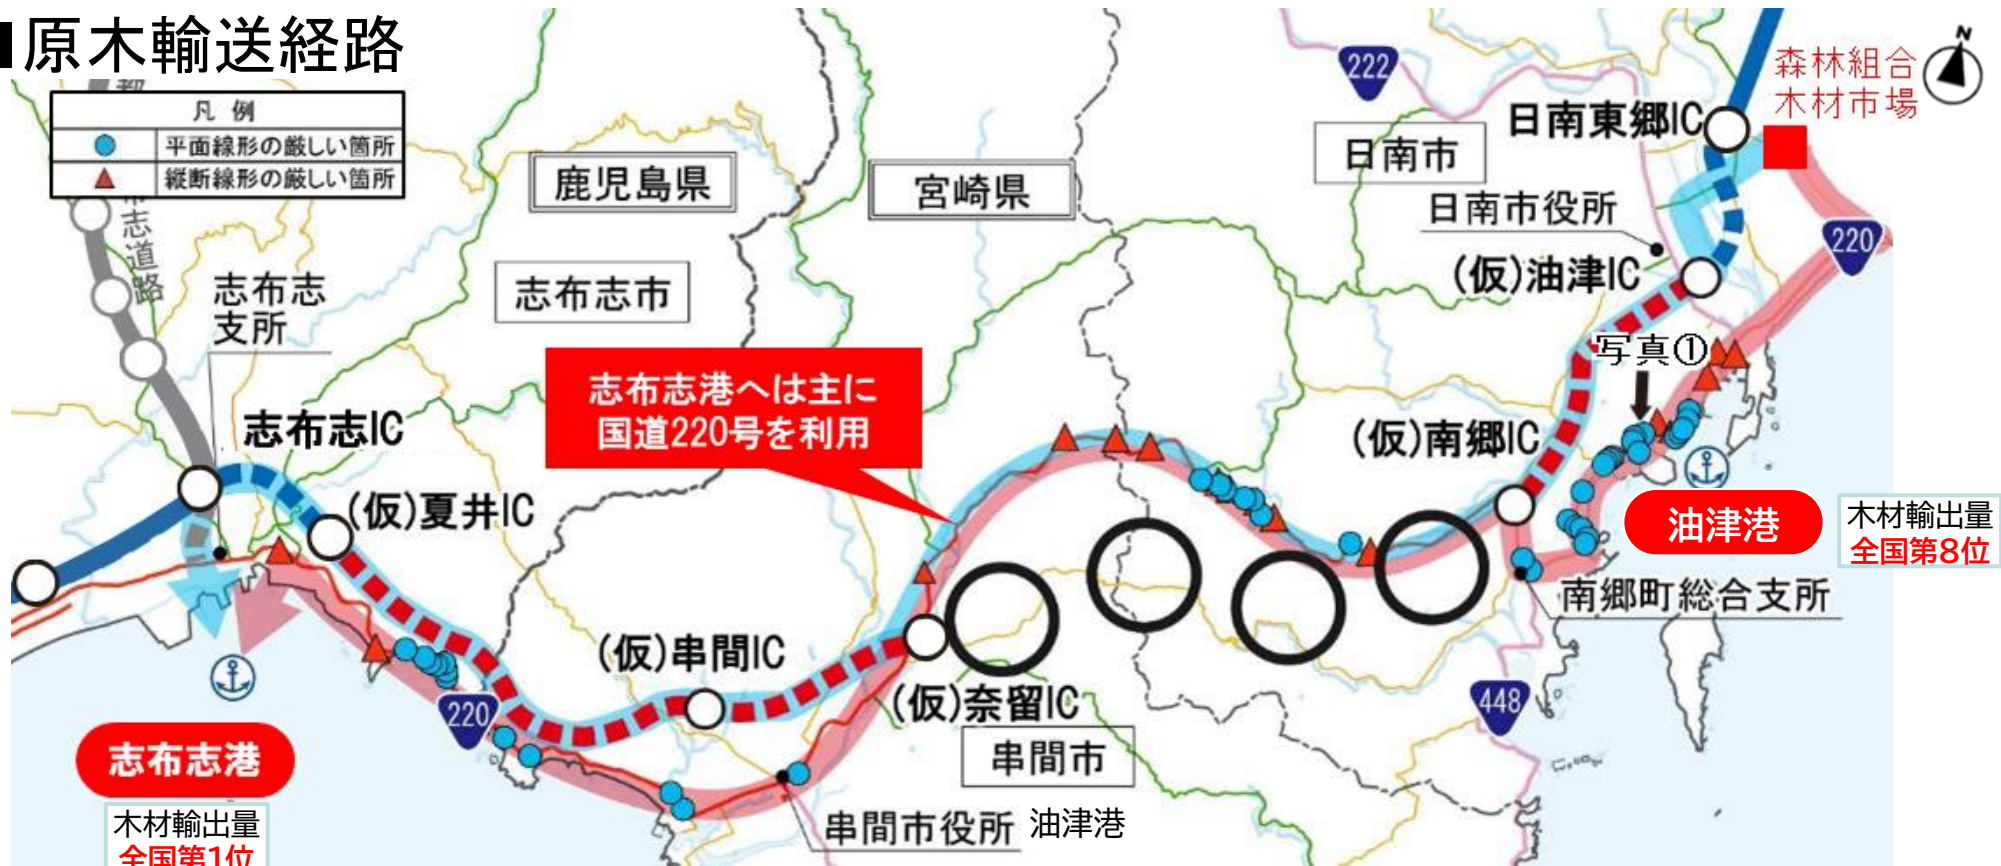 原木輸送経路
凡 例
平面線形の厳しい箇所
縦断線形の厳しい箇所
志道路
志布志
支所
志布志IC
(仮)夏井IC
鹿児島県
志布志市
志布志港へは主に
国道220号を利用
宮崎県
222
日南市
日南市役所
日南東郷IC
森林組合
木材市場
N
220
(仮)油津IC
写真①
(仮)南郷IC
油津港
木材輸出量
全国第8位
南郷町総合支所
448
(仮)串間IC
(仮)奈留IC
串間市
220
串間市役所
油津港
志布志港
木材輸出量
全国第1位